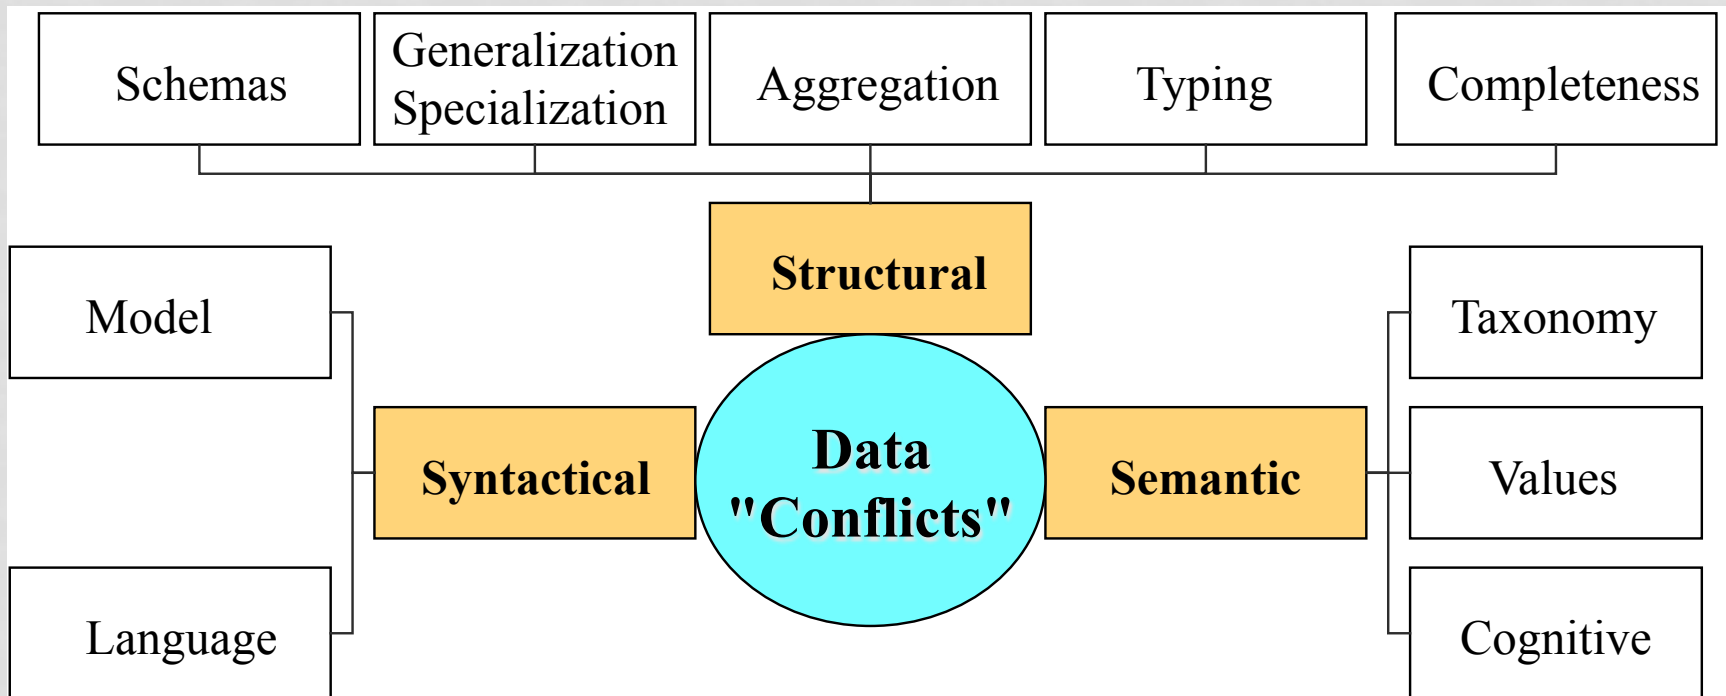 Schemas
Generalization
Specialization
Aggregation
Typing
Completeness
Structural
Model
Taxonomy
Syntactical
Data
"Conflicts"
Semantic
Values
Language
Cognitive